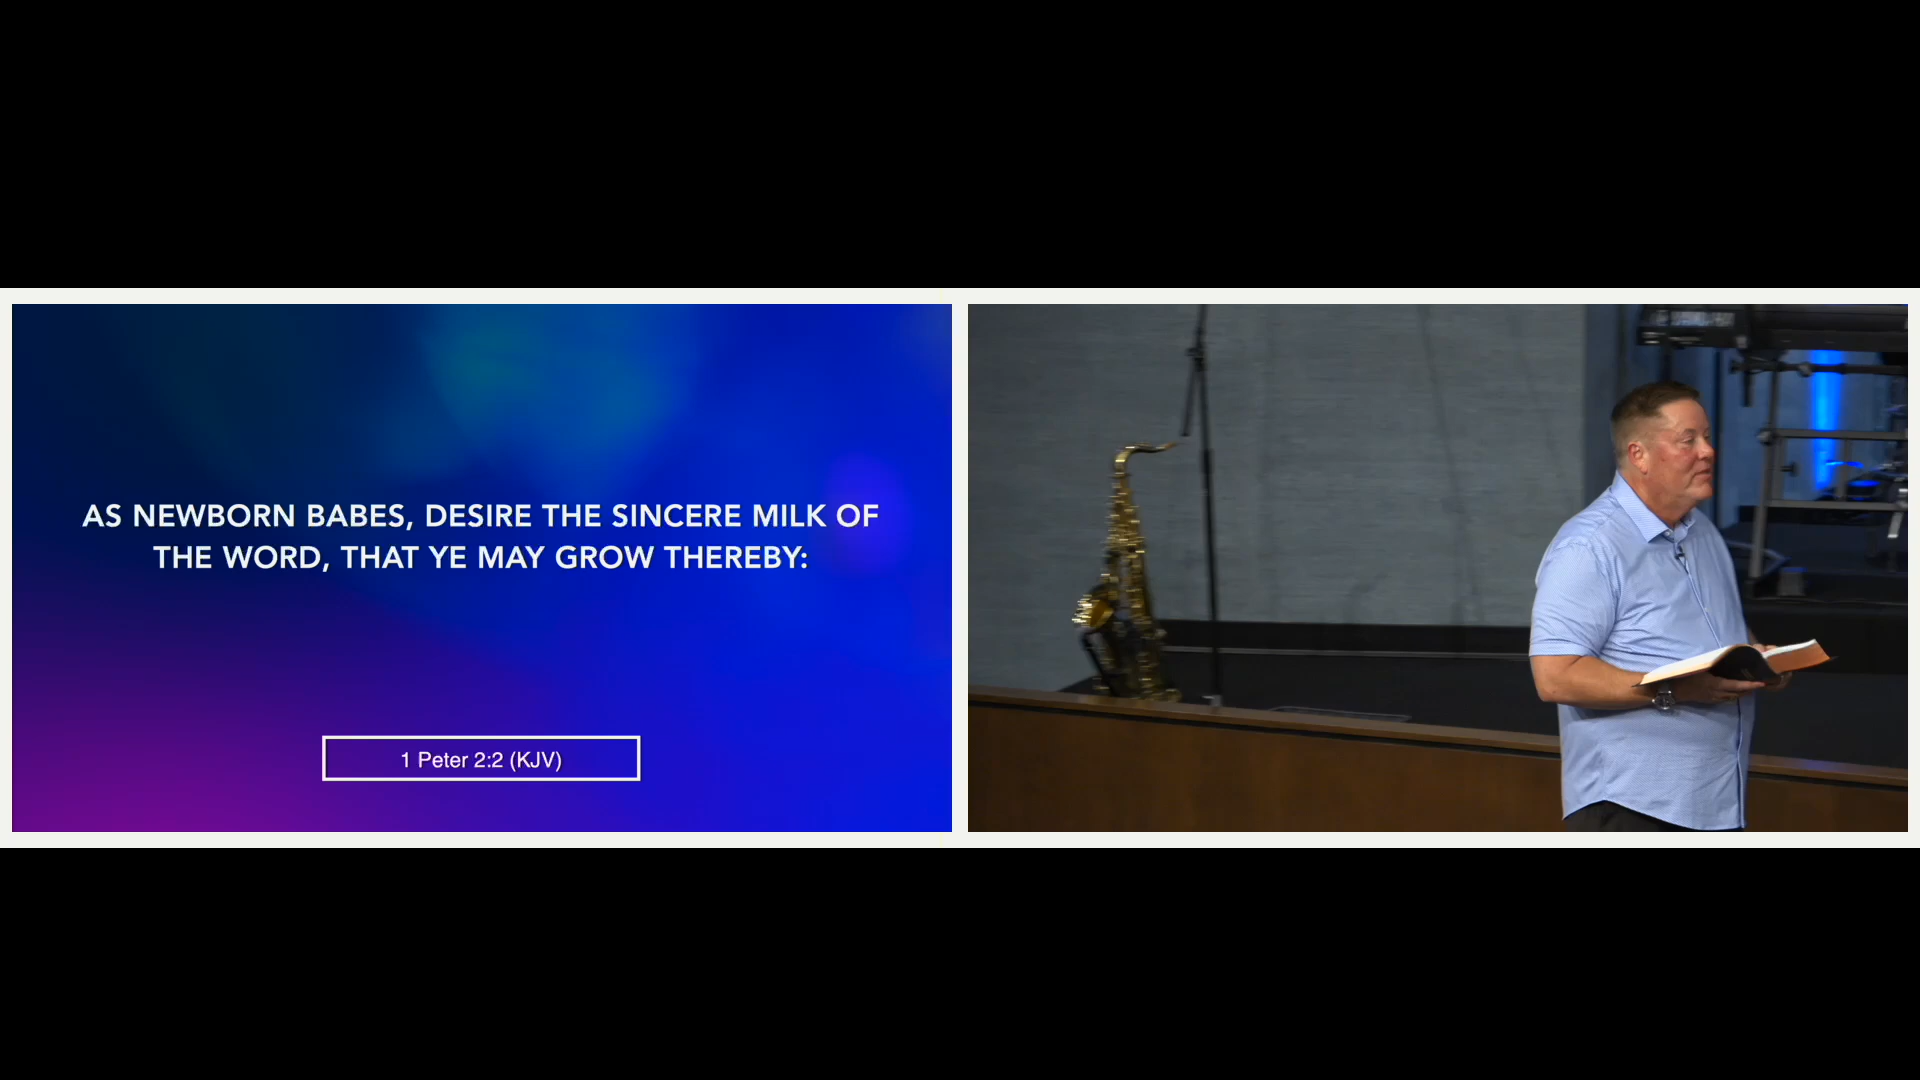 AS NEWBORN BABES, DESIRE THE SINCERE MILK OF
THE WORD, THAT YE MAY GROW THEREBY:
1 Peter 2:2 (KJV)